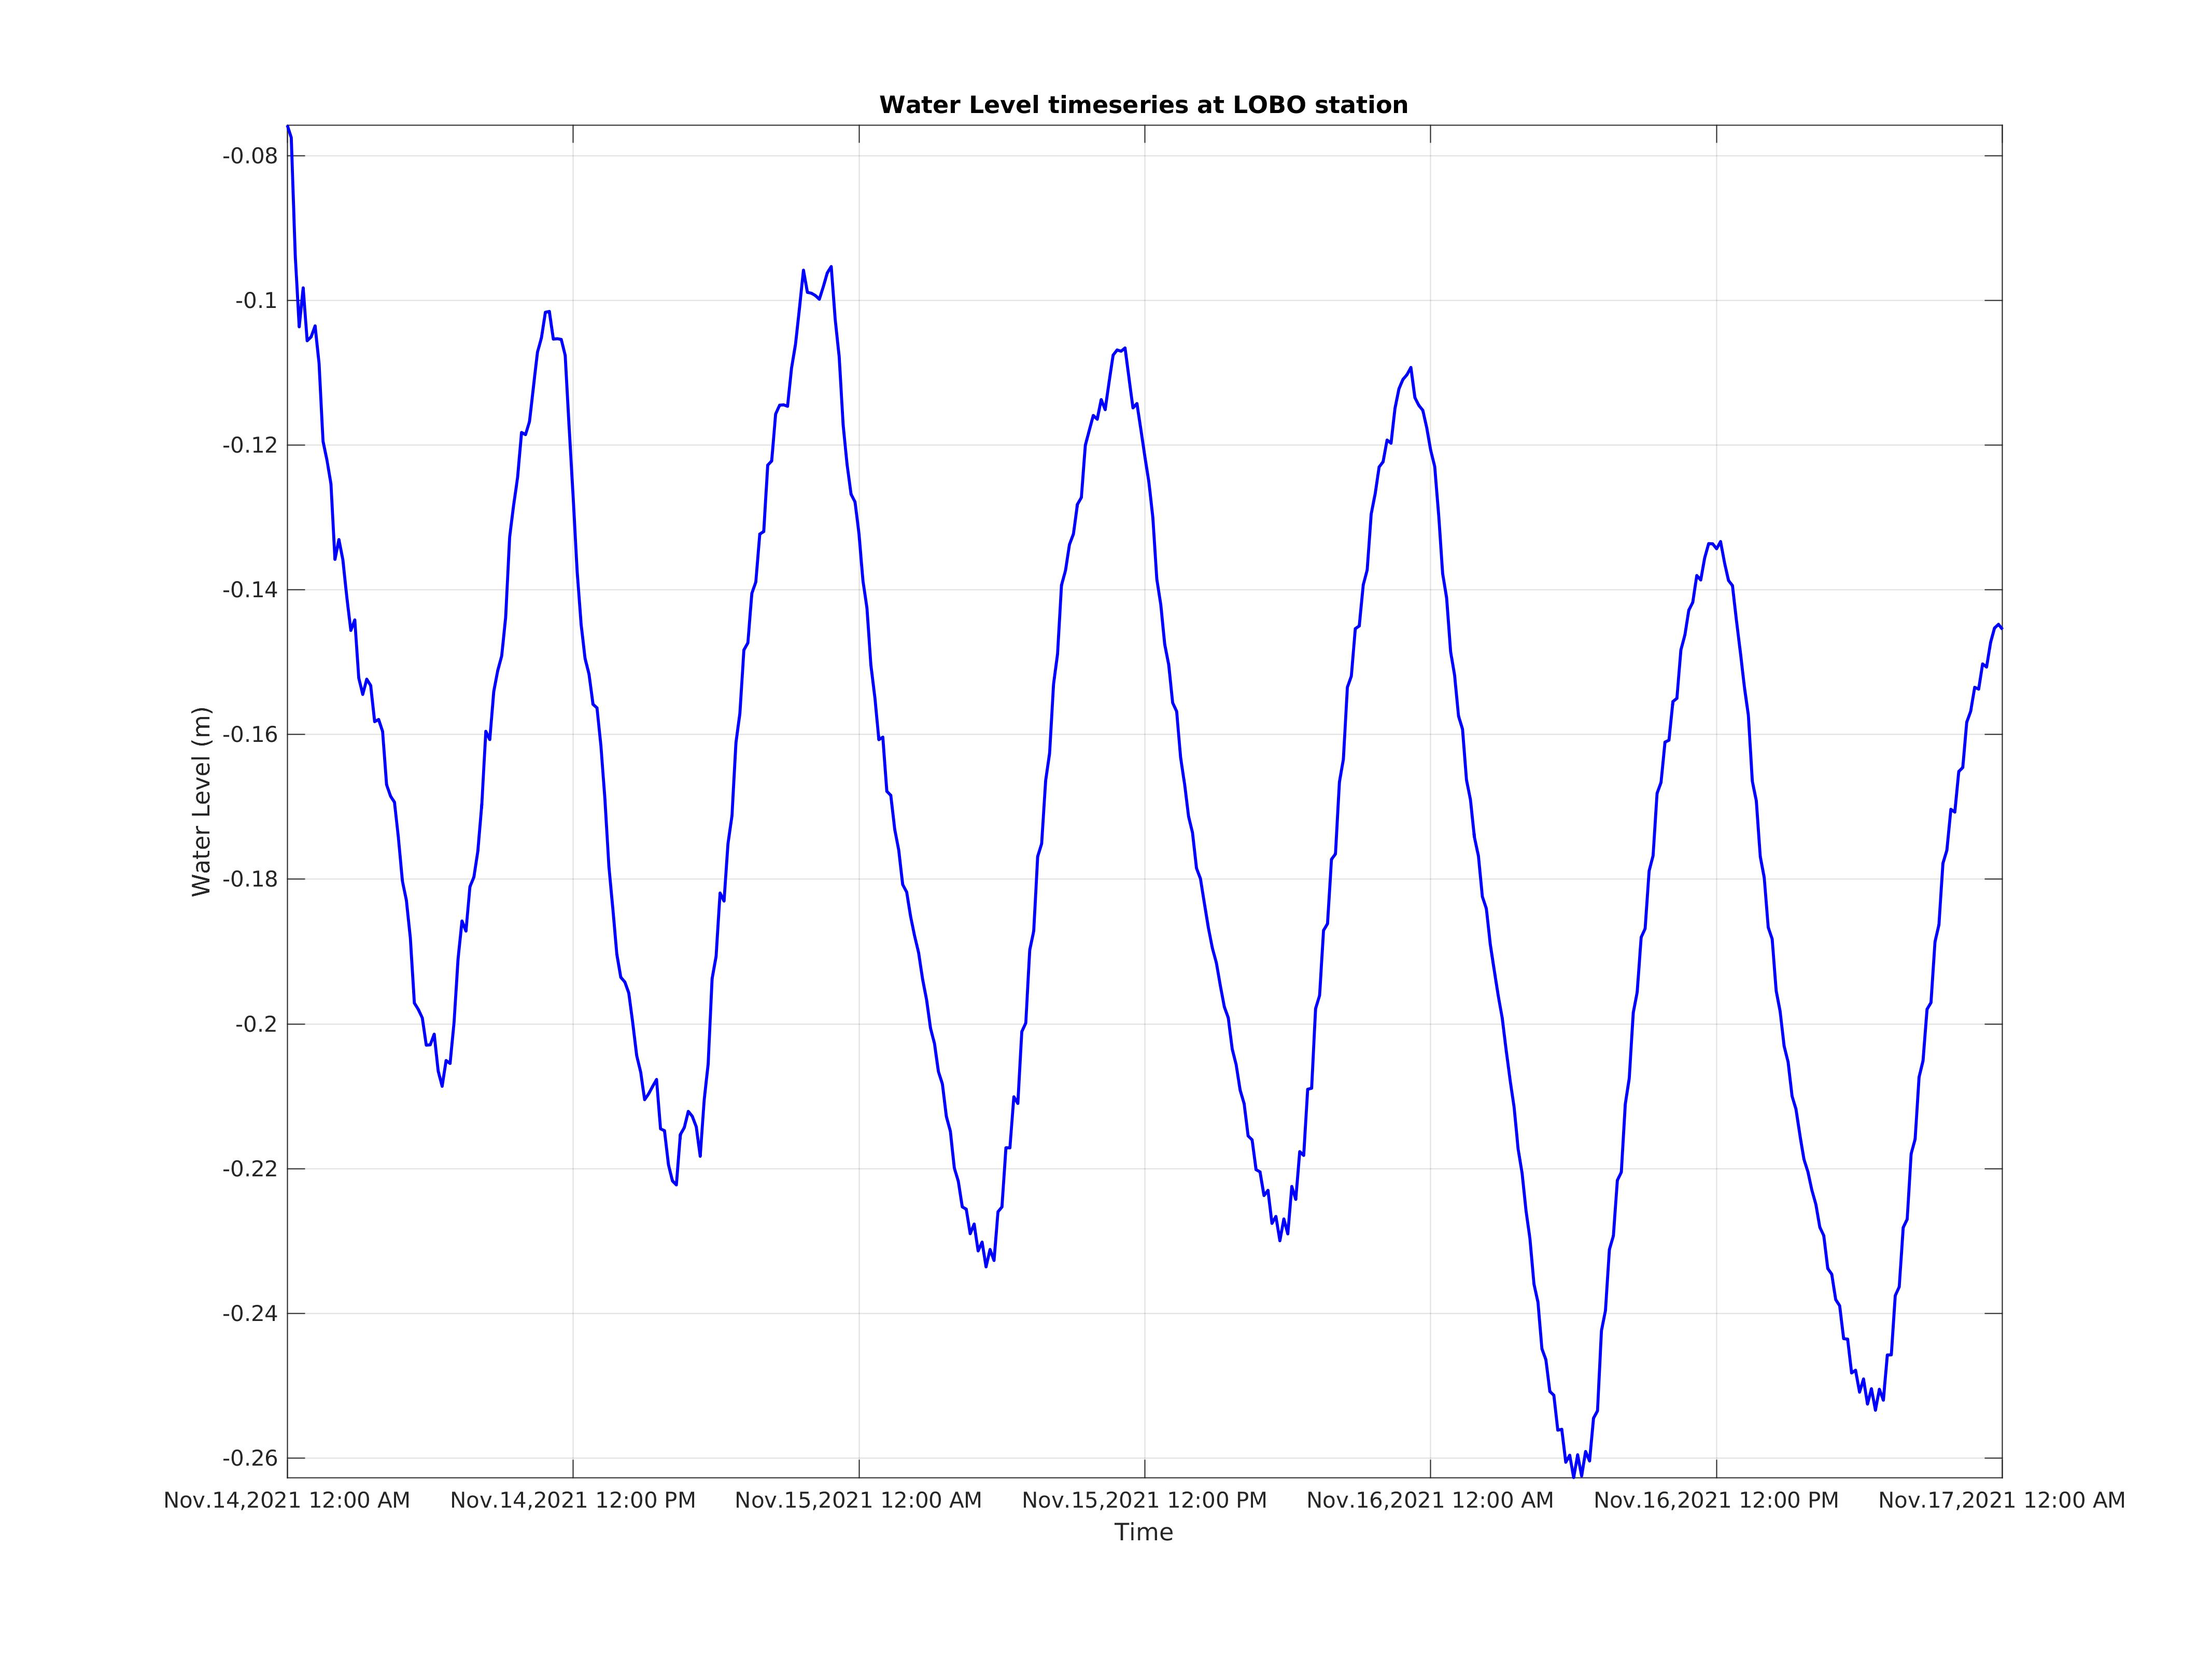 Water Level timeseries at LOBO station
-0.08
-0.1
-0.12
-0.14
-0.16
-0.18
-0.2
-0.22
-0.24
-0.26
Water Level (m)
Nov.14,2021 12:00 AM
Nov.14,2021 12:00 PM
Nov.15,2021 12:00 AM
Nov.15,2021 12:00 PM
Nov.16,2021 12:00 AM
Nov.16,2021 12:00 PM
Nov.17,2021 12:00 AM
Time